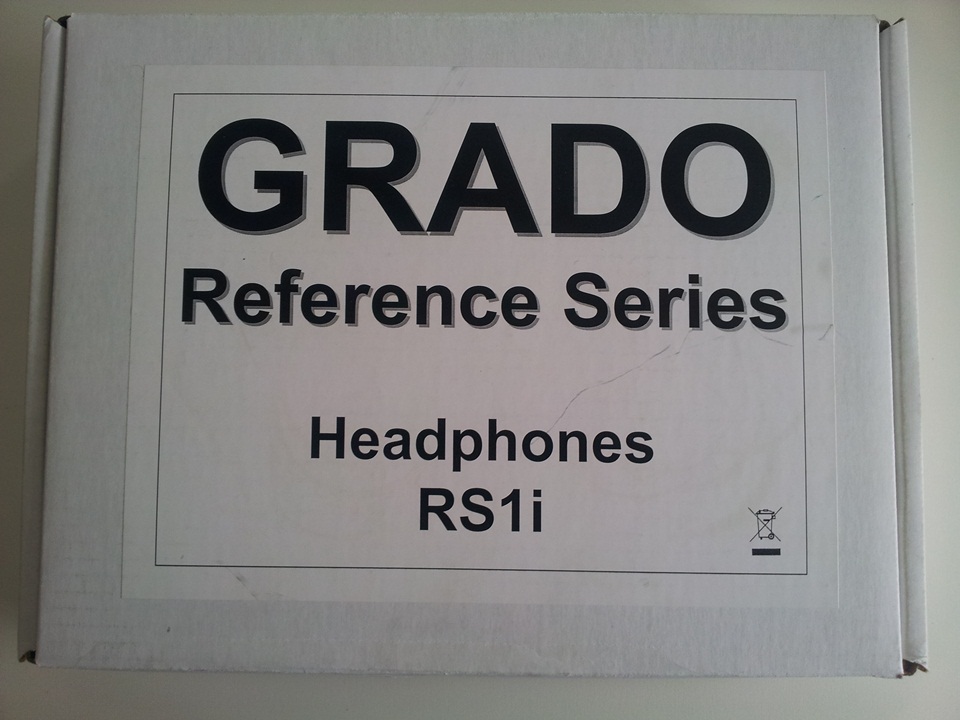 GRADO
Reference Series
Headphones
RS1i